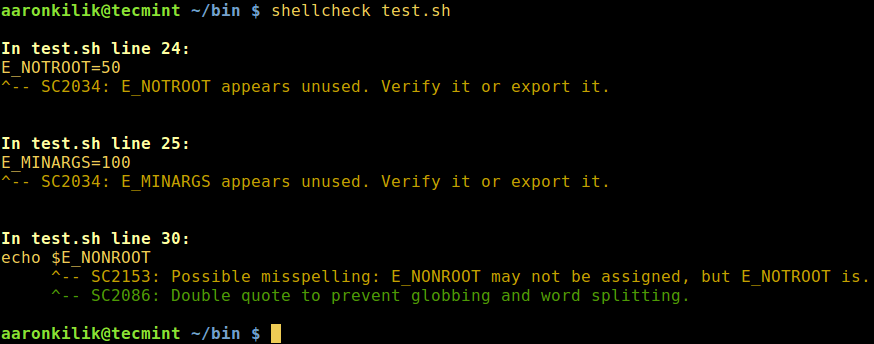 aaronkilik@tecmint ~/bin $ shellcheck test.sh
In test.sh line 24:
E_NOTROOT=50
^-- SC2034: E_NOTROOT appears unused. Verify it or export it.
In test.sh line 25:
E_MINARGS=100
^-- SC2034: E_MINARGS appears unused. Verify it or export it.
In test.sh line 30:
echo $E_NONROOT
^-- SC2153: Possible misspelling: E_NONROOT may not be assigned, but E_NOTROOT is.
^-- SC2086: Double quote to prevent globbing and word splitting.
aaronkilik@tecmint ~/bin $